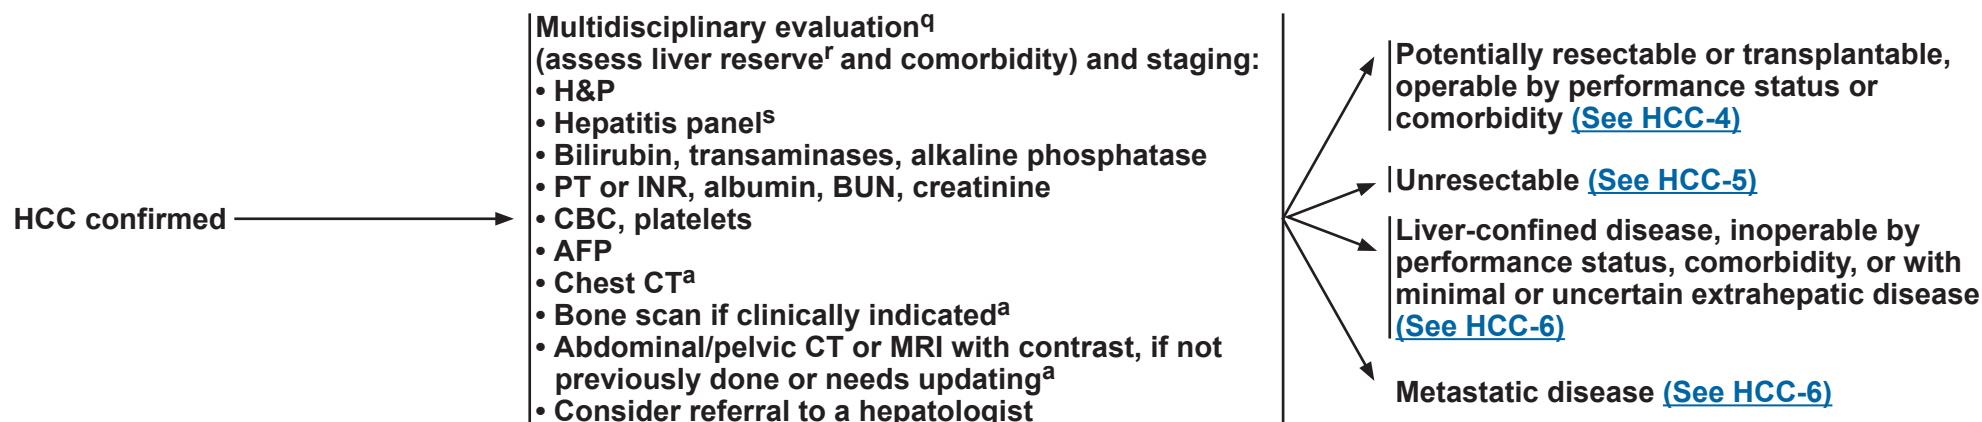 HCC confirmed
Multidisciplinary evaluationq
(assess liver reserver and comorbidity) and staging:
• H&P
• Hepatitis panels
• Bilirubin, transaminases, alkaline phosphatase
• PT or INR, albumin, BUN, creatinine
• CBC, platelets
• AFP
• Chest CTa
• Bone scan if clinically indicateda
• Abdominal/pelvic CT or MRI with contrast, if not
previously done or needs updatinga
• Consider referral to a hepatologist
Potentially resectable or transplantable,
operable by performance status or
comorbidity (See HCC-4)
Unresectable (See HCC-5)
Liver-confined disease, inoperable by
performance status, comorbidity, or with
minimal or uncertain extrahepatic disease
(See HCC-6)
Metastatic disease (See HCC-6)